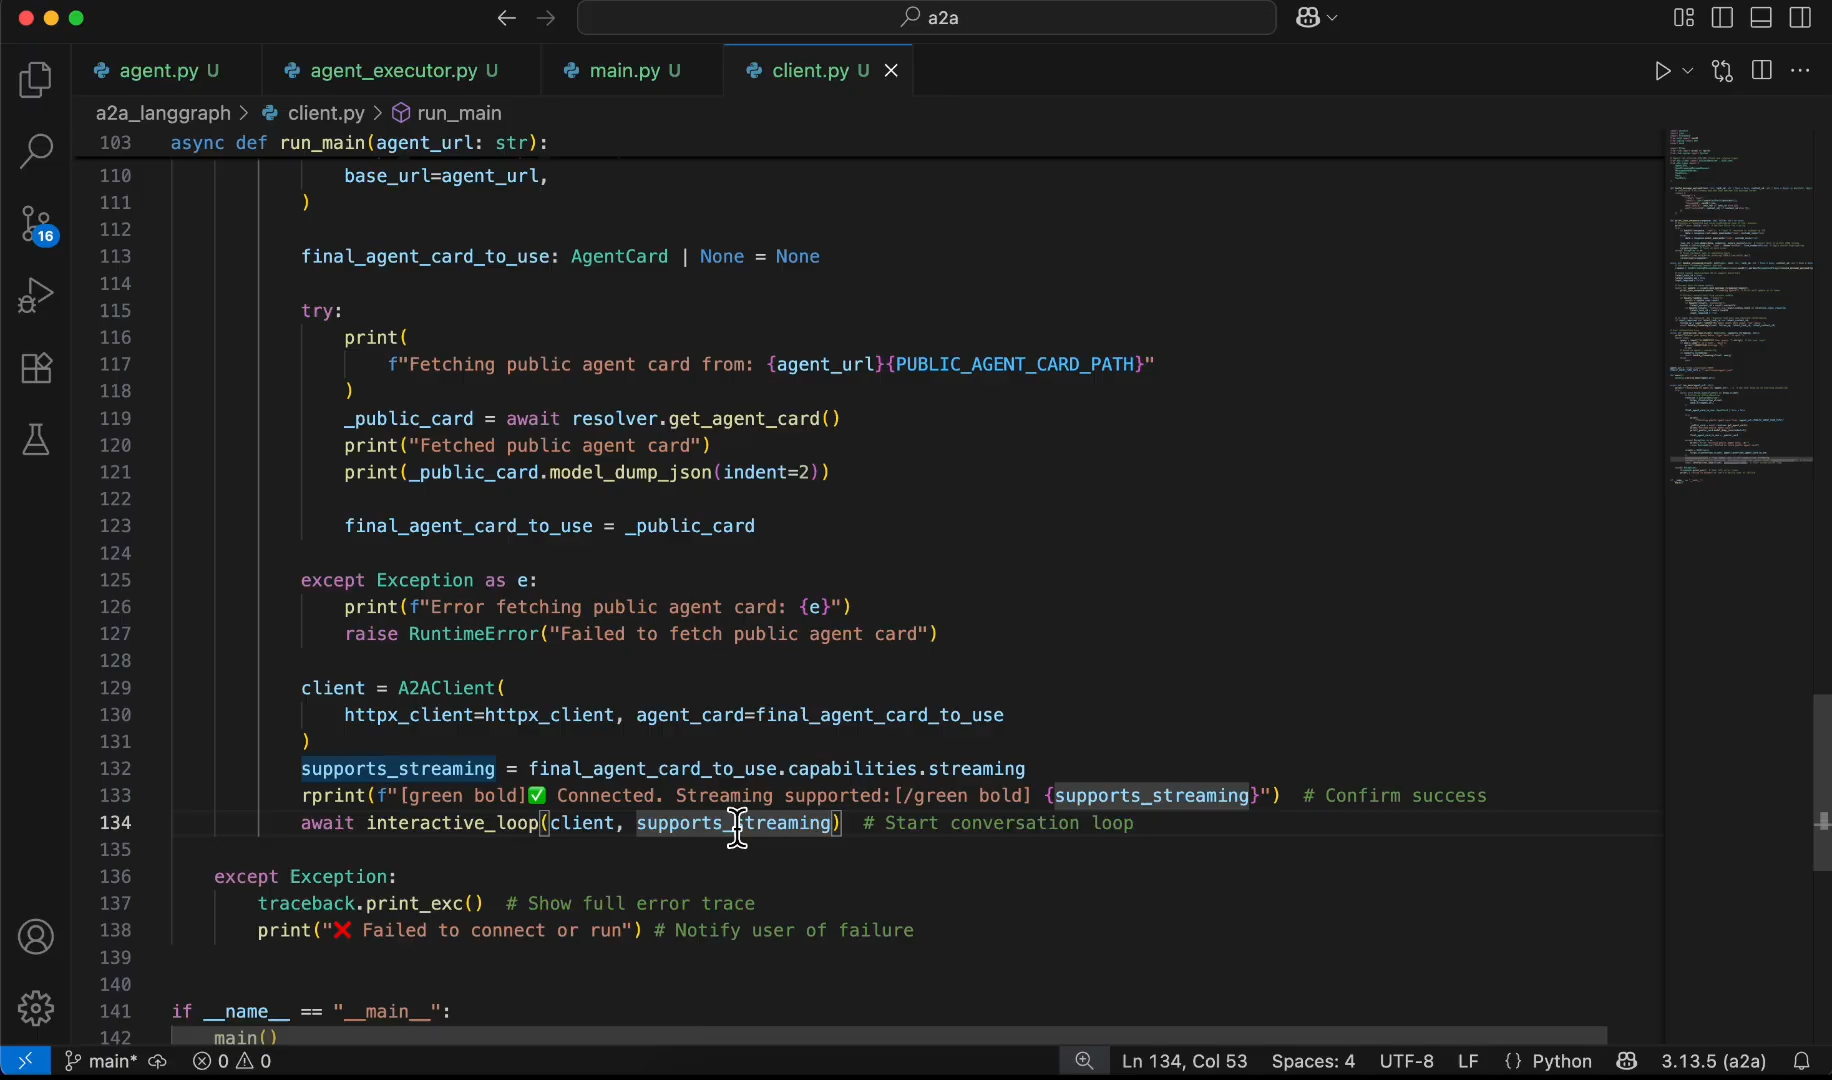 a2a
agent.py U
agent_executor.py U
main.py U
client.py U
a2a_langgraph > client.py > run_main
103 async def run_main(agent_url: str):
110 base_url=agent_url,
111 )
112
113 final_agent_card_to_use: AgentCard | None = None
114
115 try:
116 print(
117 f"Fetching public agent card from: {agent_url}{PUBLIC_AGENT_CARD_PATH}"
118 )
119 _public_card = await resolver.get_agent_card()
120 print("Fetched public agent card")
121 print(_public_card.model_dump_json(indent=2))
122
123 final_agent_card_to_use = _public_card
124
125 except Exception as e:
126 print(f"Error fetching public agent card: {e}")
127 raise RuntimeError("Failed to fetch public agent card")
128
129 client = A2AClient(
130 httpx_client=httpx_client, agent_card=final_agent_card_to_use
131 )
132 supports_streaming = final_agent_card_to_use.capabilities.streaming
133 rprint(f"[green bold]✅ Connected. Streaming supported:[/green bold] {supports_streaming}") # Confirm success
134 await interactive_loop(client, supports_streaming) # Start conversation loop
135
136 except Exception:
137 traceback.print_exc() # Show full error trace
138 print("❌ Failed to connect or run") # Notify user of failure
139
140
141 if __name__ == "__main__":
142 main()
16
main* 0 0 Ln 134, Col 53 Spaces: 4 UTF-8 LF {} Python 3.13.5 (a2a)